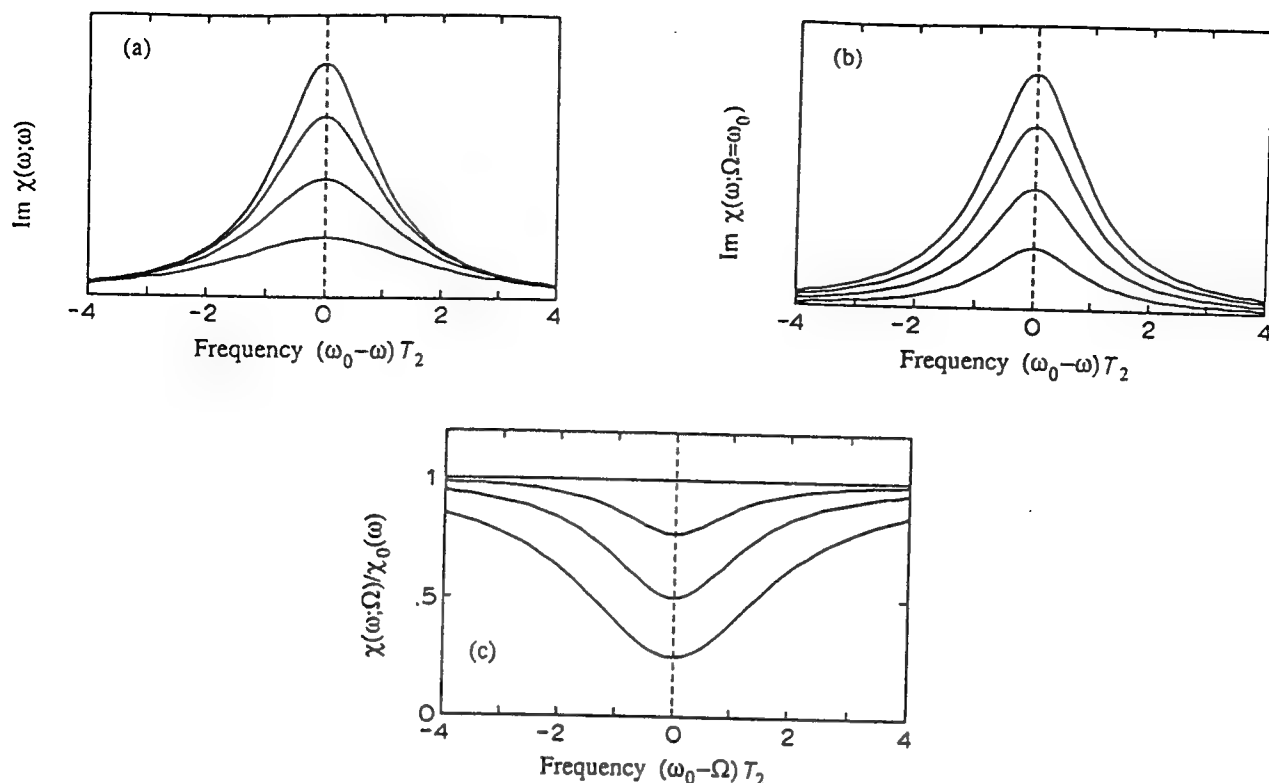 (a)
Im χ(ω;ω)
-4 -2 0 2 4
Frequency (ω₀–ω)T₂
(b)
Im χ(ω;Ω=ω₀)
-4 -2 0 2 4
Frequency (ω₀–ω)T₂
(c)
χ(ω;Ω)/χ₀(ω)
1
.5
0
-4 -2 0 2 4
Frequency (ω₀–Ω)T₂